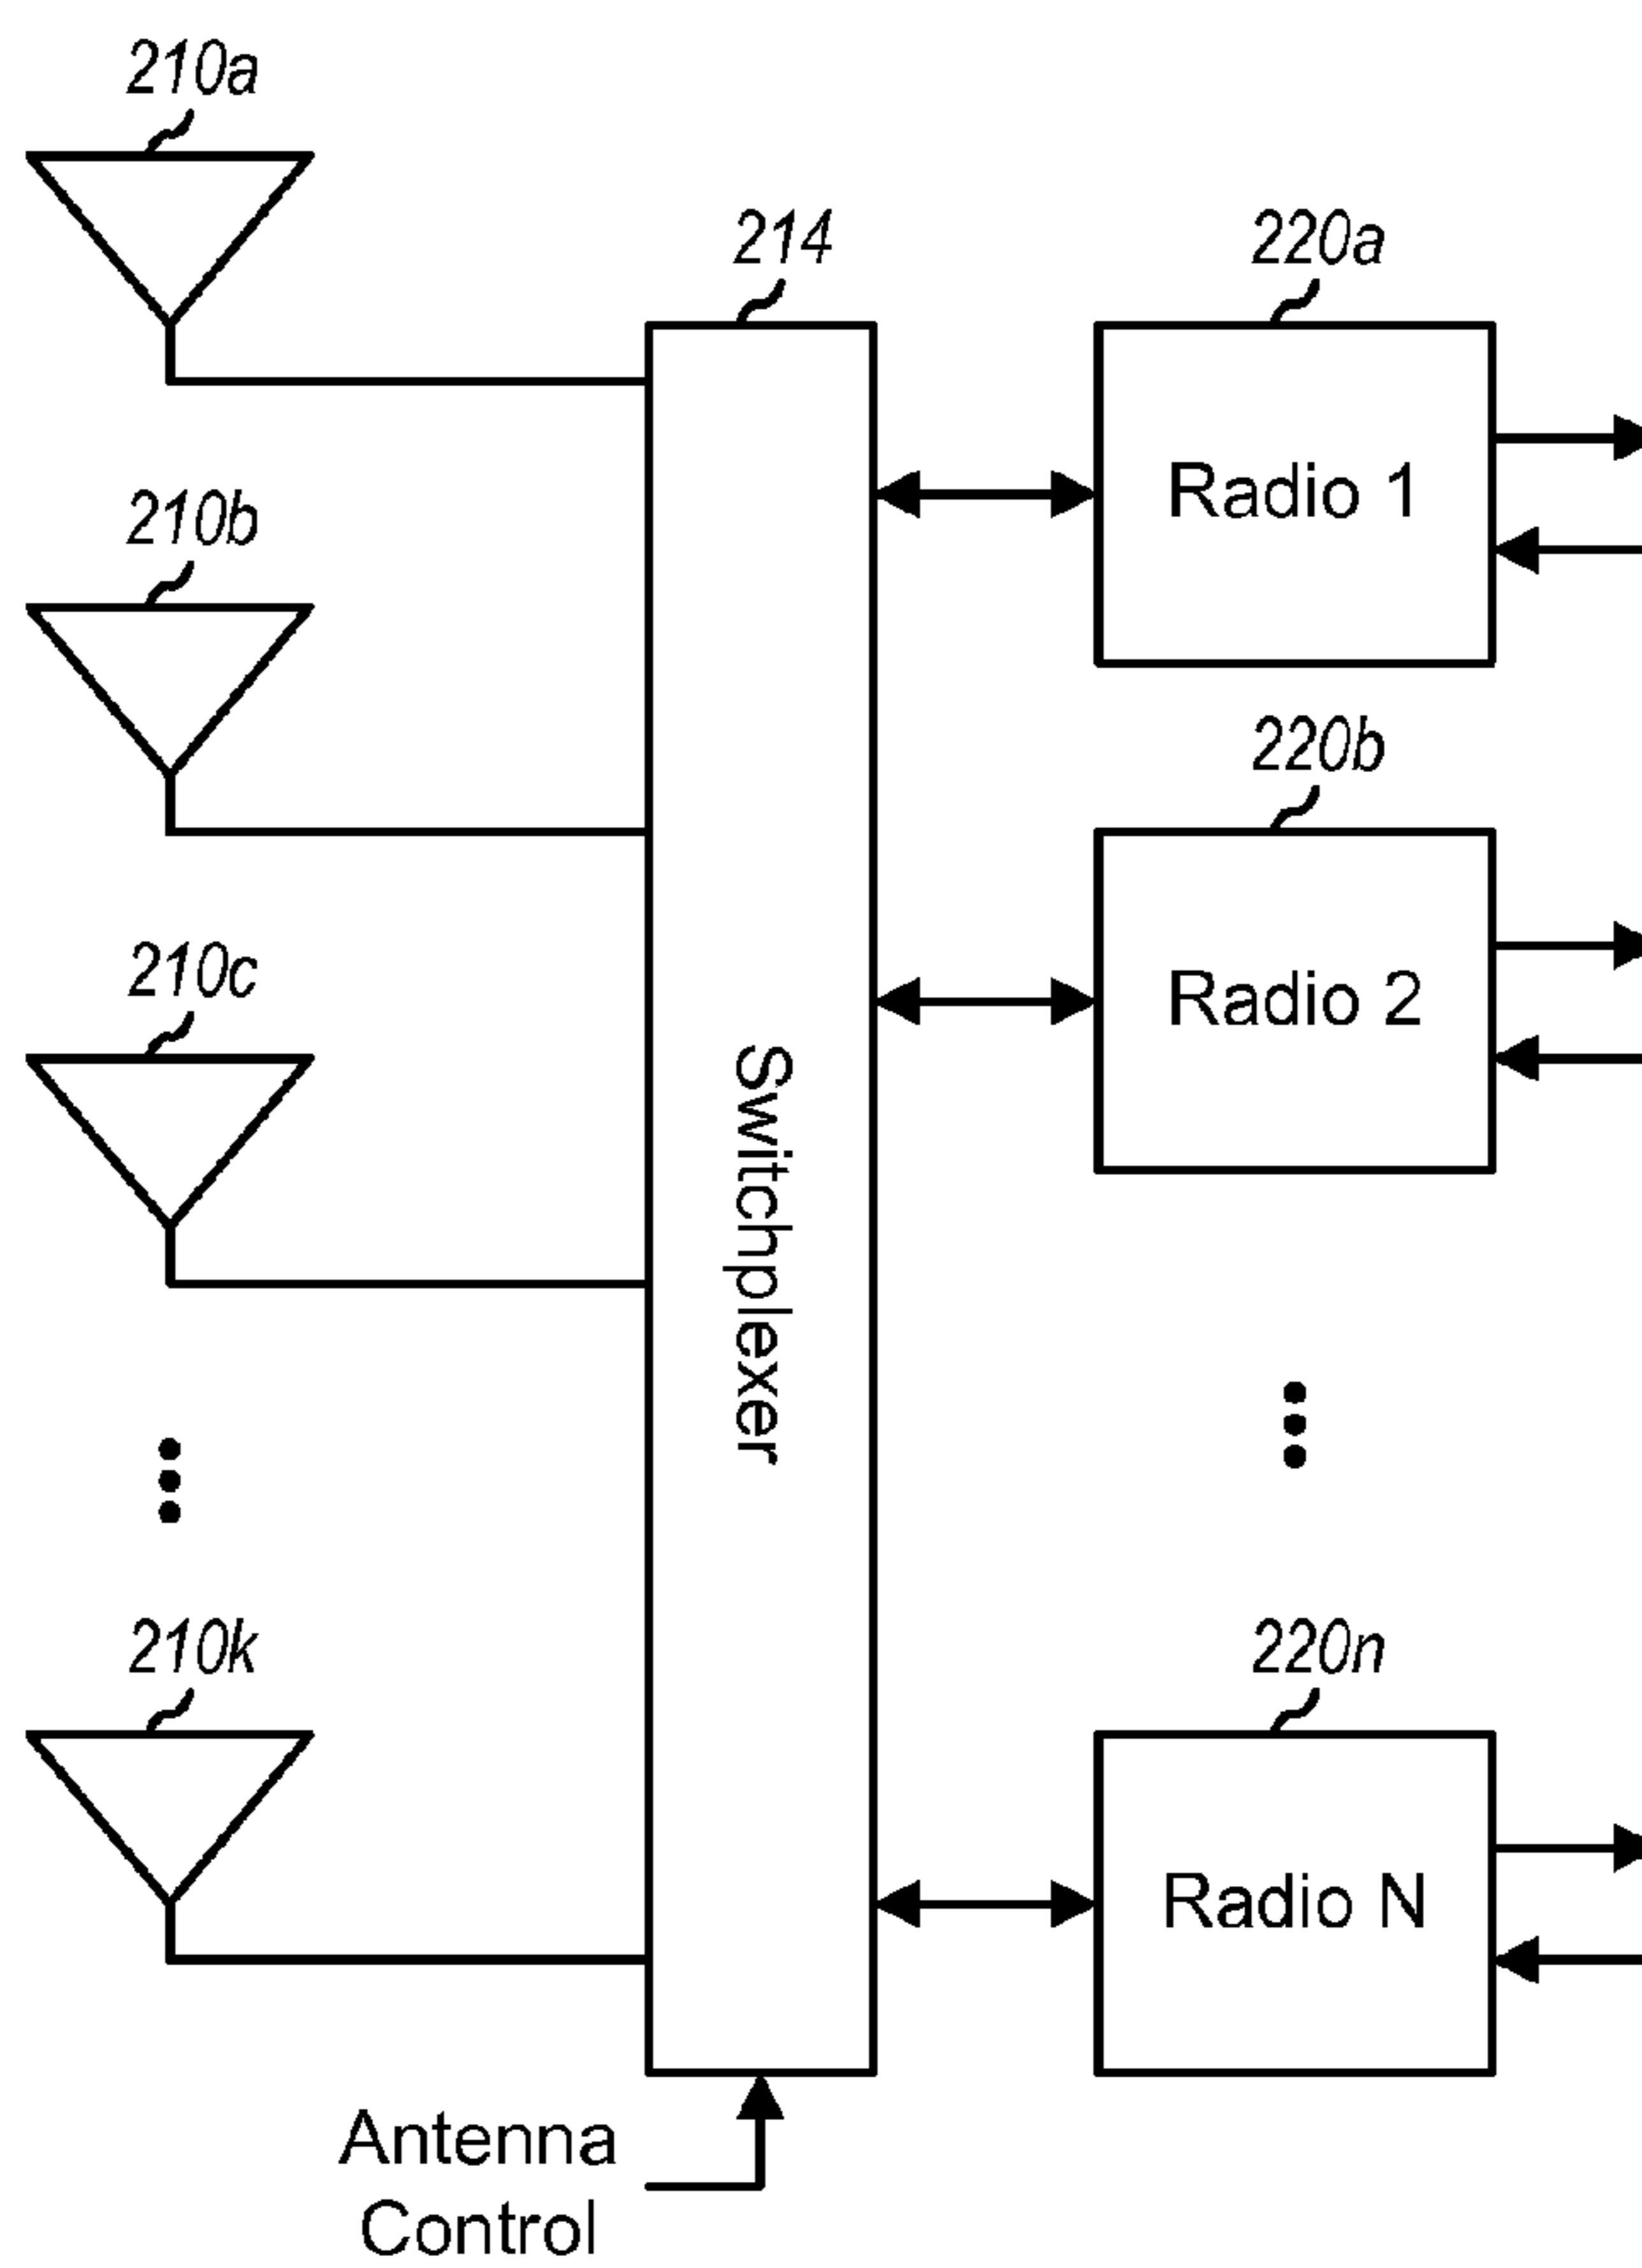 210a
214
220a
Radio 1
210b
220b
210c
Radio 2
Switchplexer
210k
220n
Radio N
Antenna
Control